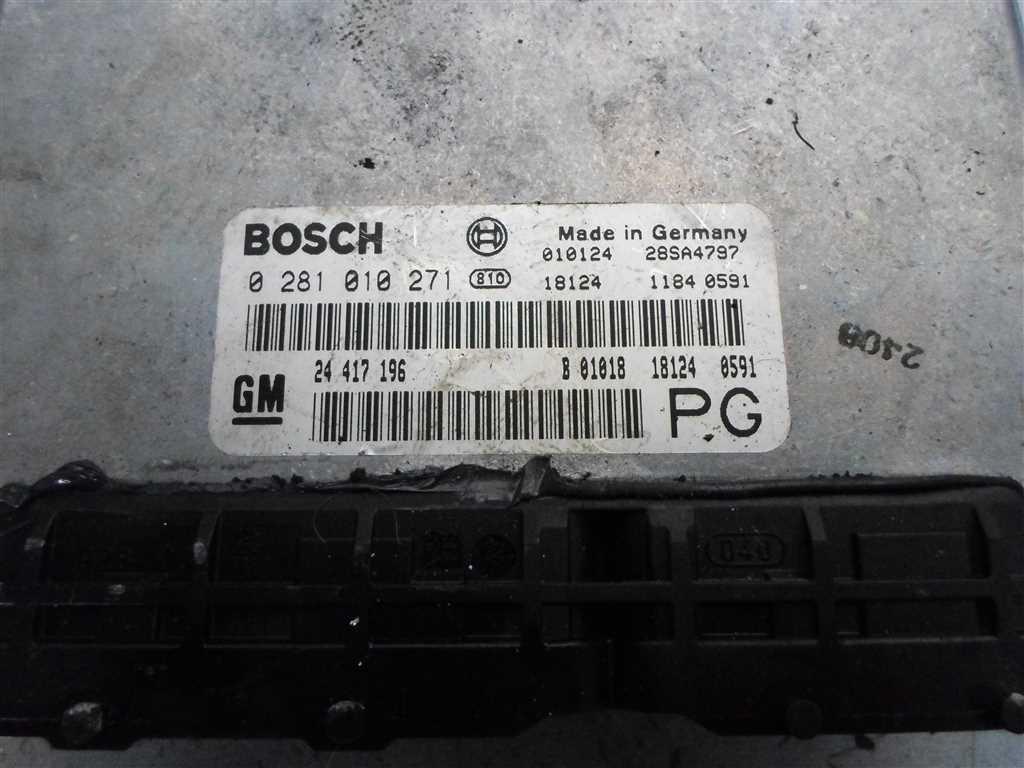 BOSCH Made in Germany
010124 28SA4797
0 281 010 271 810 18124 1184 0591
24 417 196 B 01018 18124 0591
GM PG
040